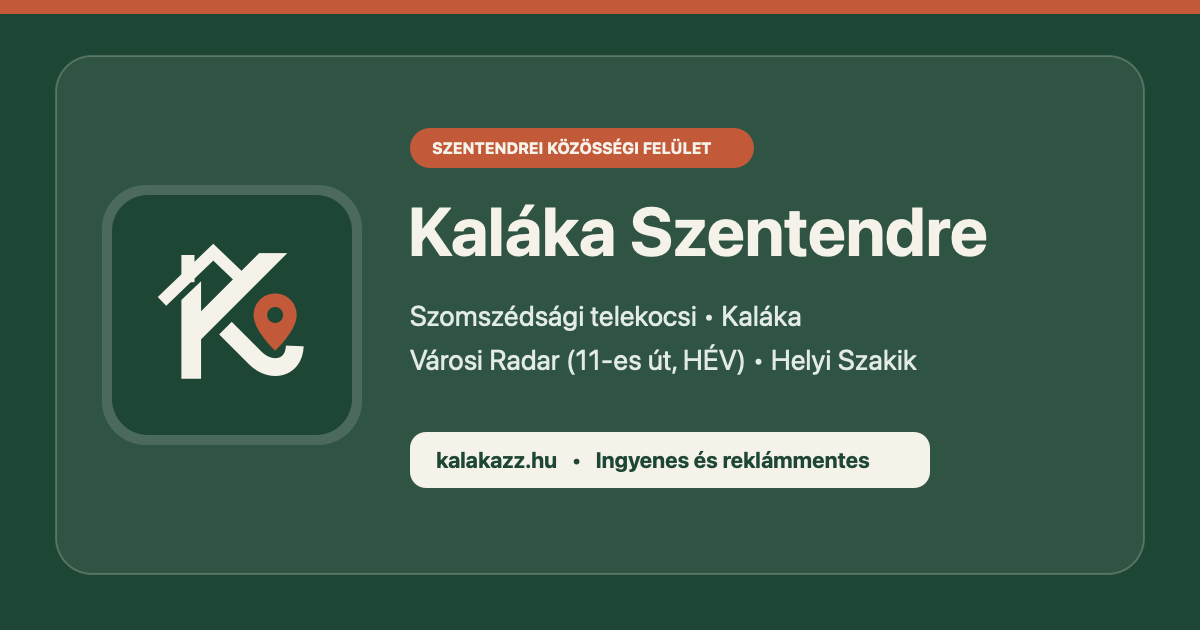 SZENTENDREI KÖZÖSSÉGI FELÜLET
Kaláka Szentendre
Szomszédsági telekocsi • Kaláka
Városi Radar (11-es út, HÉV) • Helyi Szakik
kalakazz.hu • Ingyenes és reklámmentes